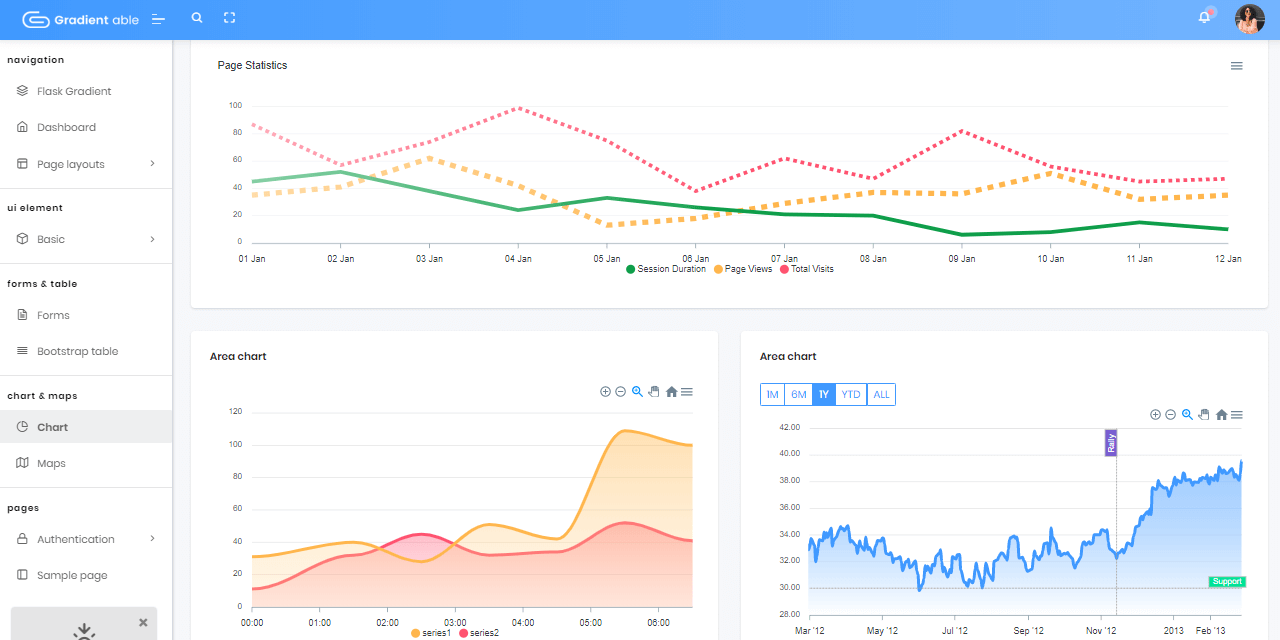 Gradient able
navigation
Flask Gradient
Dashboard
Page layouts
ui element
Basic
forms & table
Forms
Bootstrap table
chart & maps
Chart
Maps
pages
Authentication
Sample page
Page Statistics
100
80
60
40
20
0
01 Jan 02 Jan 03 Jan 04 Jan 05 Jan 06 Jan 07 Jan 08 Jan 09 Jan 10 Jan 11 Jan 12 Jan
Session Duration Page Views Total Visits
Area chart
120
100
80
60
40
20
0
00:00 01:00 02:00 03:00 04:00 05:00 06:00
series1 series2
Area chart
1M 6M 1Y YTD ALL
42.00
40.00
38.00
36.00
34.00
32.00
30.00
28.00
Rally
Support
Mar '12 May '12 Jul '12 Sep '12 Nov '12 2013 Feb '13